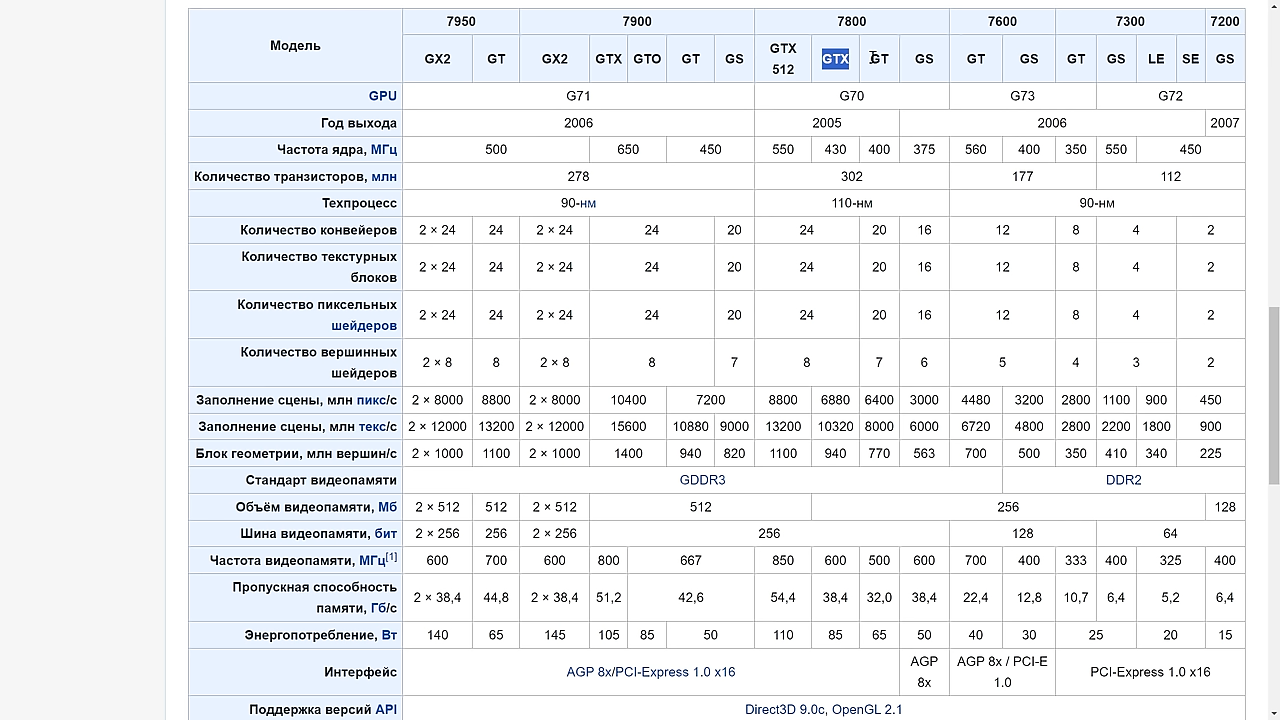 Модель 7950 7900 7800 7600 7300 7200
GX2 GT GX2 GTX GTO GT GS GTX 512 GTX GT GS GT GS GT GS LE SE GS
GPU G71 G70 G73 G72
Год выхода 2006 2005 2006 2007
Частота ядра, МГц 500 650 450 550 430 400 375 560 400 350 550 450
Количество транзисторов, млн 278 302 177 112
Техпроцесс 90-нм 110-нм 90-нм
Количество конвейеров 2 × 24 24 2 × 24 24 20 24 20 16 12 8 4 2
Количество текстурных
блоков 2 × 24 24 2 × 24 24 20 24 20 16 12 8 4 2
Количество пиксельных
шейдеров 2 × 24 24 2 × 24 24 20 24 20 16 12 8 4 2
Количество вершинных
шейдеров 2 × 8 8 2 × 8 8 7 8 7 6 5 4 3 2
Заполнение сцены, млн пикс/с 2 × 8000 8800 2 × 8000 10400 7200 8800 6880 6400 3000 4480 3200 2800 1100 900 450
Заполнение сцены, млн текс/с 2 × 12000 13200 2 × 12000 15600 10880 9000 13200 10320 8000 6000 6720 4800 2800 2200 1800 900
Блок геометрии, млн вершин/с 2 × 1000 1100 2 × 1000 1400 940 820 1100 940 770 563 700 500 350 410 340 225
Стандарт видеопамяти GDDR3 DDR2
Объём видеопамяти, Мб 2 × 512 512 2 × 512 512 256 128
Шина видеопамяти, бит 2 × 256 256 2 × 256 256 128 64
Частота видеопамяти, МГц[1] 600 700 600 800 667 850 600 500 600 700 400 333 400 325 400
Пропускная способность
памяти, Гб/с 2 × 38,4 44,8 2 × 38,4 51,2 42,6 54,4 38,4 32,0 38,4 22,4 12,8 10,7 6,4 5,2 6,4
Энергопотребление, Вт 140 65 145 105 85 50 110 85 65 50 40 30 25 20 15
Интерфейс AGP 8x/PCI-Express 1.0 x16 AGP 8x AGP 8x / PCI-E 1.0 PCI-Express 1.0 x16
Поддержка версий API Direct3D 9.0c, OpenGL 2.1